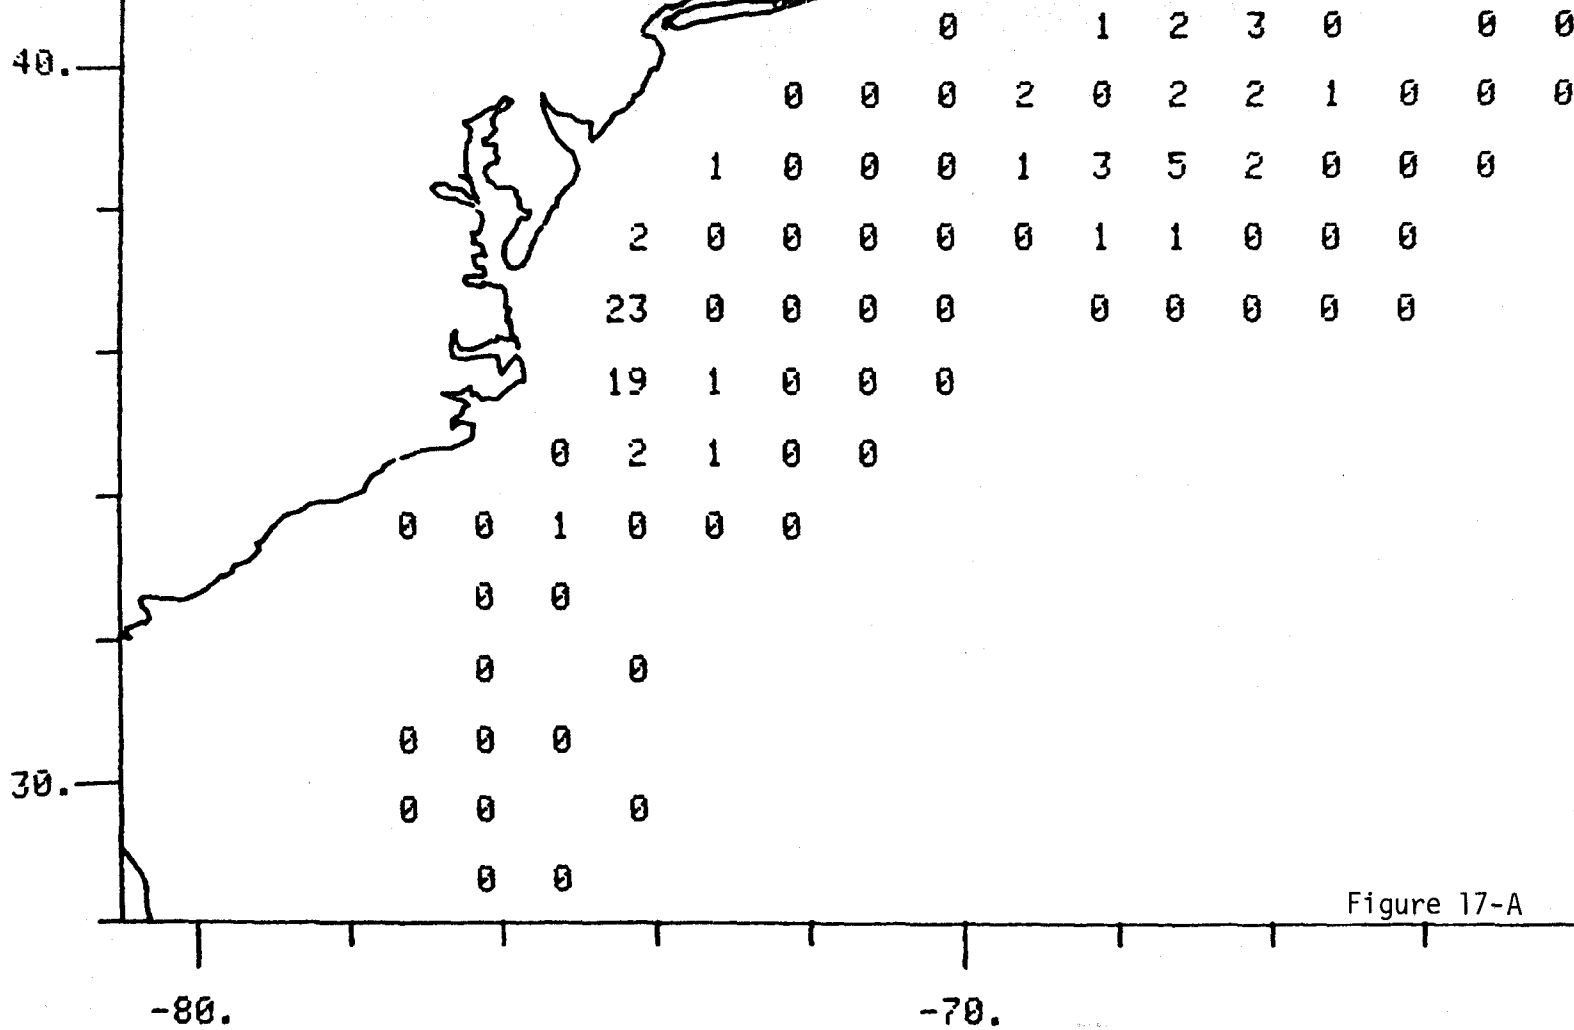 0 1 2 3 0 0 0
40.
0 0 0 2 0 2 2 1 0 0 0
1 0 0 0 1 3 5 2 0 0 0
2 0 0 0 0 0 1 1 0 0 0
23 0 0 0 0 0 0 0 0 0
19 1 0 0 0
0 2 1 0 0
0 0 1 0 0 0
0 0
0 0
0 0 0
30.
0 0 0
0 0
Figure 17-A
-80. -70.